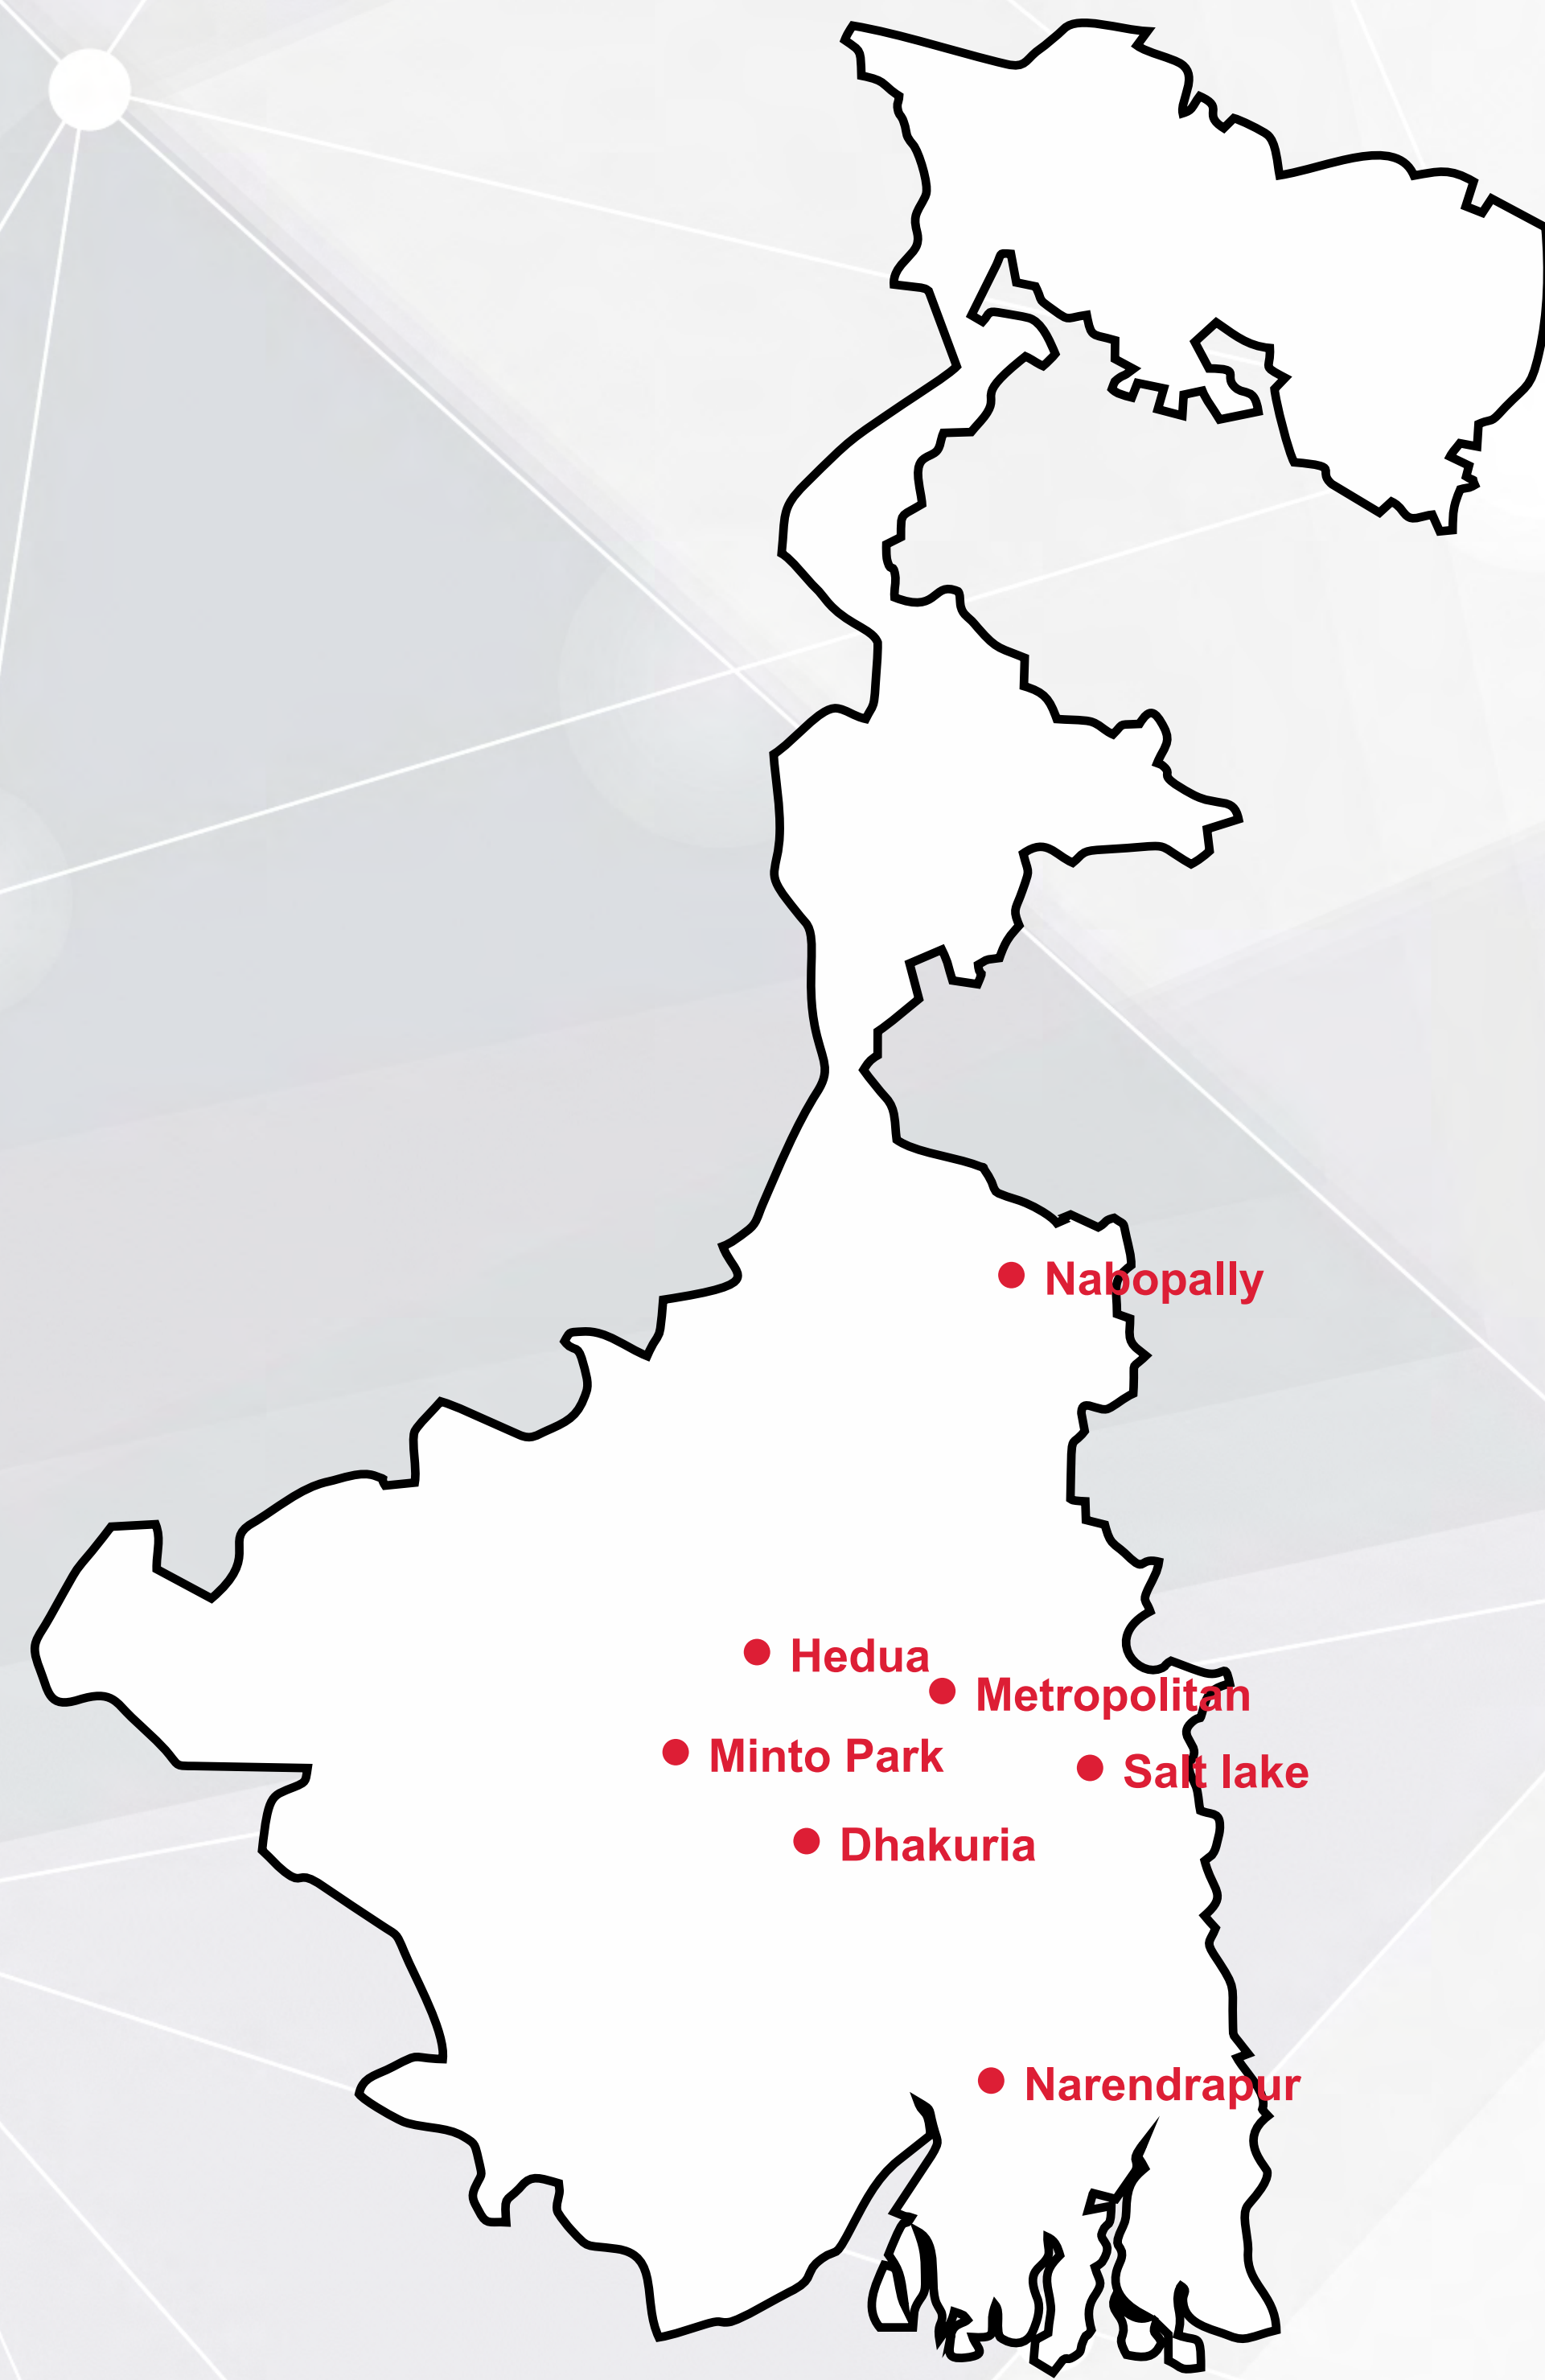 Nabopally
Hedua
Metropolitan
Minto Park
Salt lake
Dhakuria
Narendrapur